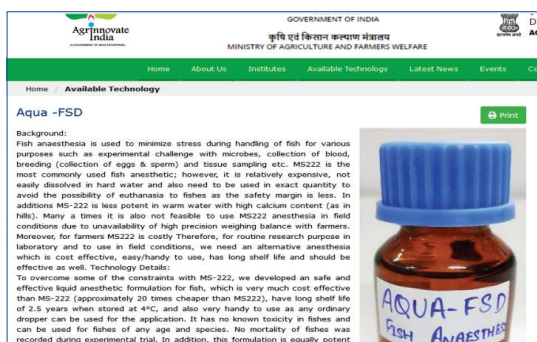 AgrInnovate
India
GOVERNMENT OF INDIA
कृषि एवं किसान कल्याण मंत्रालय
MINISTRY OF AGRICULTURE AND FARMERS WELFARE
D
Home About Us Institutes Available Technology Latest News Events Co
Home / Available Technology
Aqua -FSD
Print
Background:
Fish anaesthesia is used to minimize stress during handling of fish for various
purposes such as experimental challenge with microbes, collection of blood,
breeding (collection of eggs & sperm) and tissue sampling etc. MS222 is the
most commonly used fish anesthetic; however, it is relatively expensive, not
easily dissolved in hard water and also need to be used in exact quantity to
avoid the possibility of euthanasia to fishes as the safety margin is less. In
additions MS-222 is less potent in warm water with high calcium content (as in
hills). Many a times it is also not feasible to use MS222 anesthesia in field
conditions due to unavailability of high precision weighing balance with farmers.
Moreover, for farmers MS222 is costly Therefore, for routine research purpose in
laboratory and to use in field conditions, we need an alternative anesthesia
which is cost effective, easy/handy to use, has long shelf life and should be
effective as well. Technology Details:
To overcome some of the constraints with MS-222, we developed an safe and
effective liquid anesthetic formulation for fish, which is very much cost effective
than MS-222 (approximately 20 times cheaper than MS222), have long shelf life
of 2.5 years when stored at 4°C, and also very handy to use as any ordinary
dropper can be used for the application. It has no known toxicity in fishes and
can be used for fishes of any age and species. No mortality of fishes was
recorded during experimental trial. In addition, this formulation is equally potent
AQUA-FSD
FISH ANAESTHES